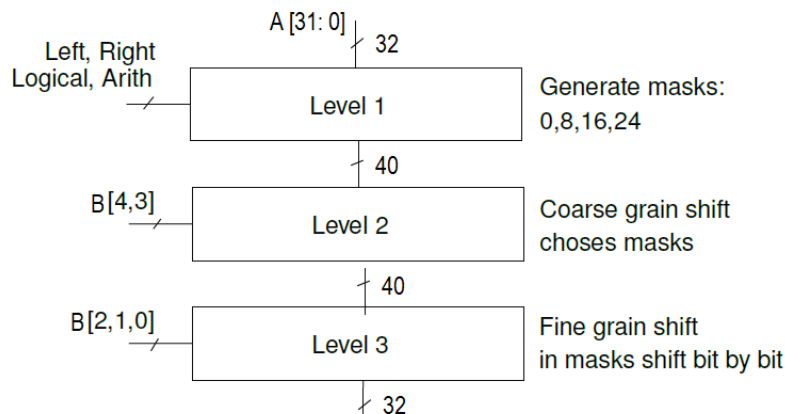 A [31: 0]
32
Left, Right
Logical, Arith
Level 1
Generate masks:
0,8,16,24
40
B[4,3]
Level 2
Coarse grain shift
choses masks
40
B[2,1,0]
Level 3
Fine grain shift
in masks shift bit by bit
32